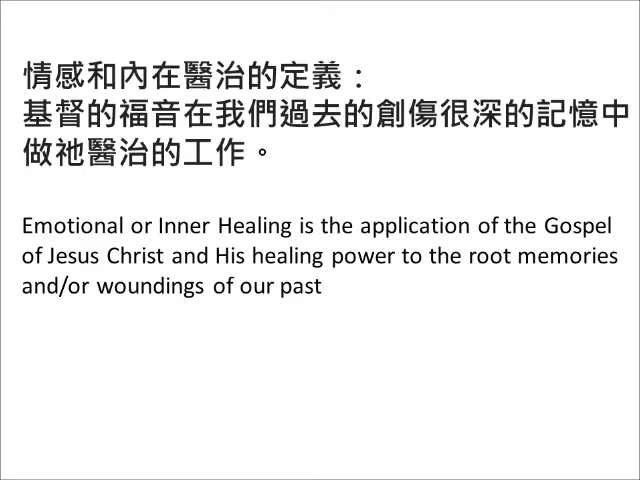 情感和內在醫治的定義：
基督的福音在我們過去的創傷很深的記憶中
做祂醫治的工作。
Emotional or Inner Healing is the application of the Gospel
of Jesus Christ and His healing power to the root memories
and/or woundings of our past